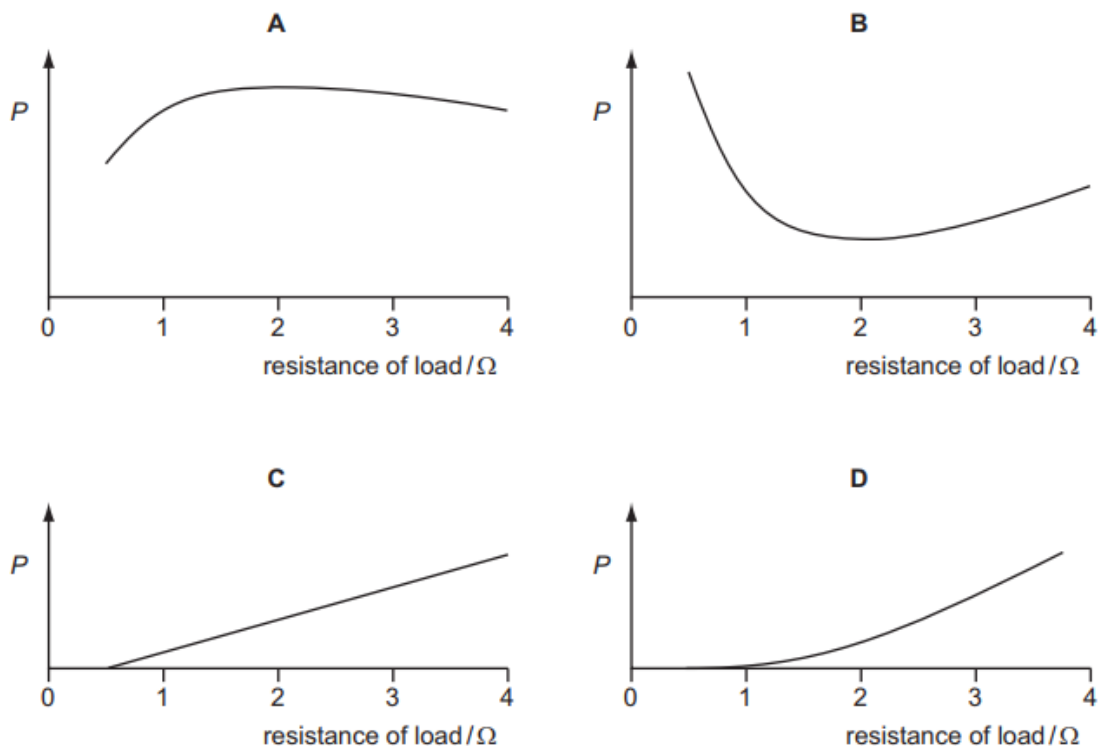 A
P
0 1 2 3 4
resistance of load / Ω
B
P
0 1 2 3 4
resistance of load / Ω
C
P
0 1 2 3 4
resistance of load / Ω
D
P
0 1 2 3 4
resistance of load / Ω